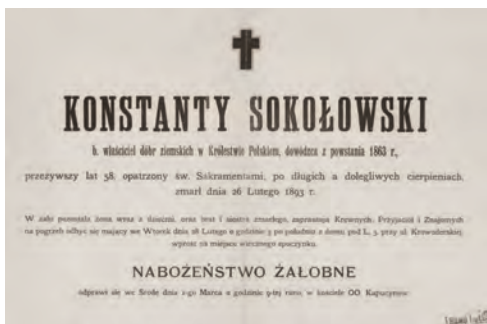 KONSTANTY SOKOŁOWSKI
b. właściciel dóbr ziemskich w Królestwie Polskiem, dowódzca z powstania 1863 r.,
przeżywszy lat 58, opatrzony św. Sakramentami, po długich a dolegliwych cierpieniach,
zmarł dnia 26 Lutego 1893 r.
W żalu pozostała żona wraz z dziećmi, oraz brat i siostra zmarłego, zapraszają Krewnych, Przyjaciół i Znajomych
na pogrzeb odbyć się mający we Wtorek dnia 28 Lutego o godzinie 3 po południu z domu pod L. 5. przy ul. Krowoderskiej
wprost na miejsce wiecznego spoczynku.
NABOŻEŃSTWO ŻAŁOBNE
odprawi się we Środę dnia 1-go Marca o godzinie 9-tej rano, w kościele OO. Kapucynów.